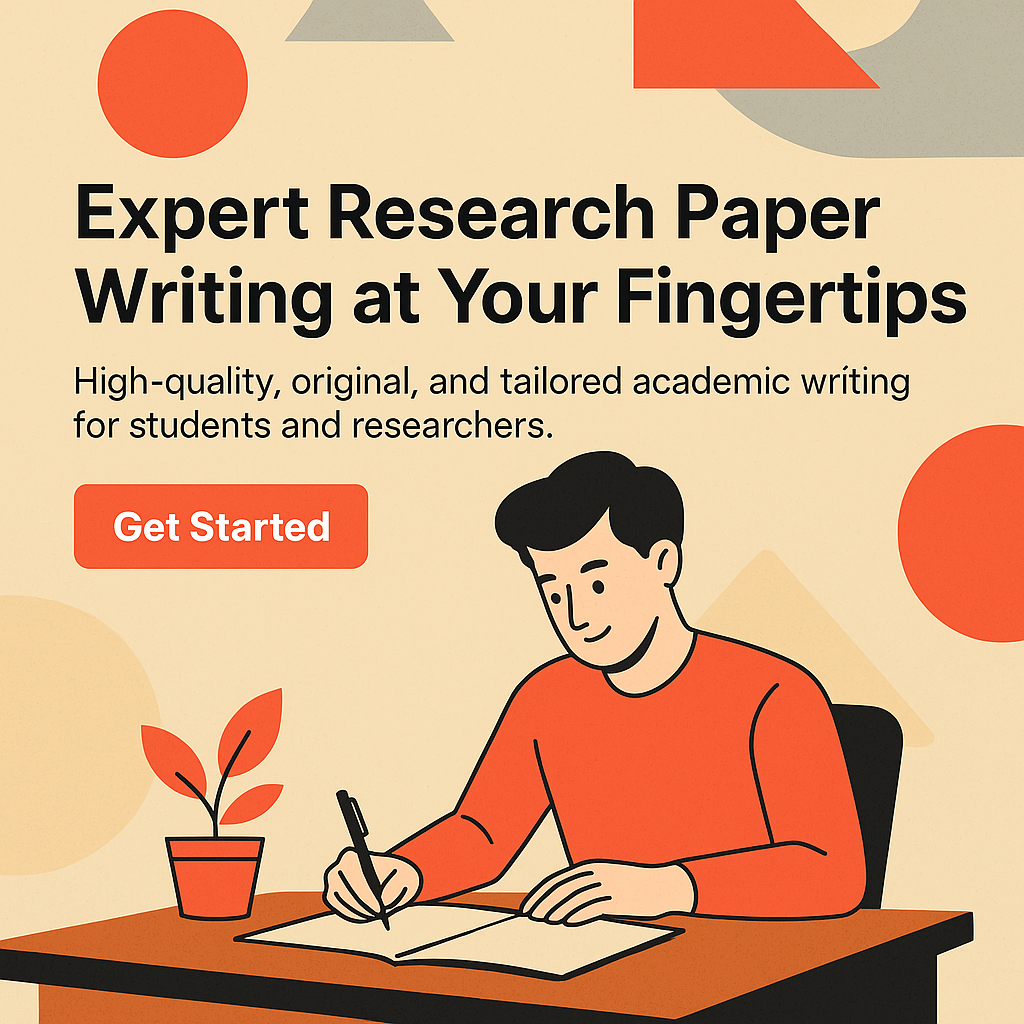 Expert Research Paper
Writing at Your Fingertips
High-quality, original, and tailored academic wríting
for students and researchers.
Get Started